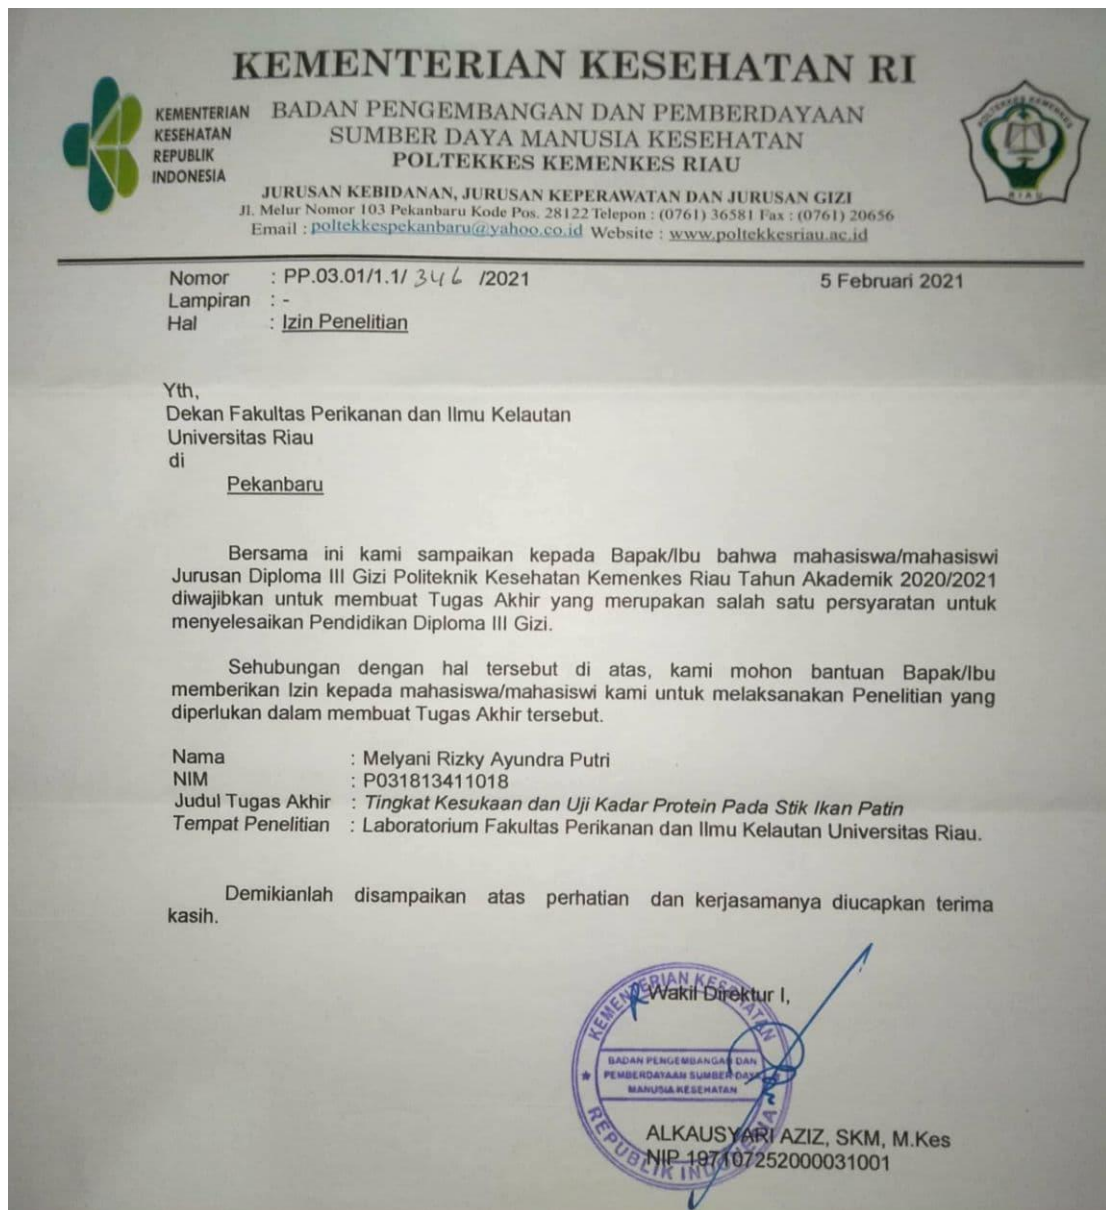 KEMENTERIAN KESEHATAN RI
KEMENTERIAN
KESEHATAN
REPUBLIK
INDONESIA
BADAN PENGEMBANGAN DAN PEMBERDAYAAN
SUMBER DAYA MANUSIA KESEHATAN
POLTEKKES KEMENKES RIAU
JURUSAN KEBIDANAN, JURUSAN KEPERAWATAN DAN JURUSAN GIZI
Jl. Melur Nomor 103 Pekanbaru Kode Pos. 28122 Telepon : (0761) 36581 Fax : (0761) 20656
Email : poltekkespekanbaru@yahoo.co.id Website : www.poltekkesriau.ac.id
POLTEKKES KEMENKES
RIAU
Nomor : PP.03.01/1.1/ 346 /2021 5 Februari 2021
Lampiran : -
Hal : Izin Penelitian
Yth,
Dekan Fakultas Perikanan dan Ilmu Kelautan
Universitas Riau
di
Pekanbaru
Bersama ini kami sampaikan kepada Bapak/Ibu bahwa mahasiswa/mahasiswi
Jurusan Diploma III Gizi Politeknik Kesehatan Kemenkes Riau Tahun Akademik 2020/2021
diwajibkan untuk membuat Tugas Akhir yang merupakan salah satu persyaratan untuk
menyelesaikan Pendidikan Diploma III Gizi.
Sehubungan dengan hal tersebut di atas, kami mohon bantuan Bapak/Ibu
memberikan Izin kepada mahasiswa/mahasiswi kami untuk melaksanakan Penelitian yang
diperlukan dalam membuat Tugas Akhir tersebut.
Nama : Melyani Rizky Ayundra Putri
NIM : P031813411018
Judul Tugas Akhir : Tingkat Kesukaan dan Uji Kadar Protein Pada Stik Ikan Patin
Tempat Penelitian : Laboratorium Fakultas Perikanan dan Ilmu Kelautan Universitas Riau.
Demikianlah disampaikan atas perhatian dan kerjasamanya diucapkan terima
kasih.
Wakil Direktur I,
KEMENTERIAN KESEHATAN
BADAN PENGEMBANGAN DAN
PEMBERDAYAAN SUMBER DAYA
MANUSIA KESEHATAN
REPUBLIK INDONESIA
ALKAUSYARI AZIZ, SKM, M.Kes
NIP 197107252000031001